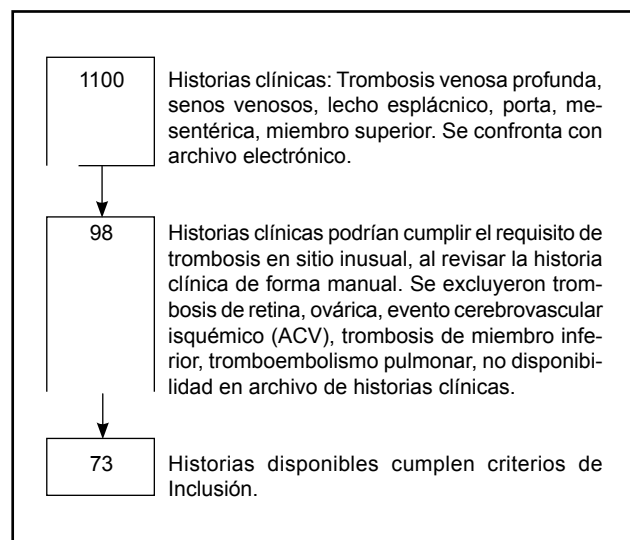 1100
Historias clínicas: Trombosis venosa profunda,
senos venosos, lecho esplácnico, porta, me-
sentérica, miembro superior. Se confronta con
archivo electrónico.
98
Historias clínicas podrían cumplir el requisito de
trombosis en sitio inusual, al revisar la historia
clínica de forma manual. Se excluyeron trom-
bosis de retina, ovárica, evento cerebrovascular
isquémico (ACV), trombosis de miembro infe-
rior, tromboembolismo pulmonar, no disponibi-
lidad en archivo de historias clínicas.
73
Historias disponibles cumplen criterios de
Inclusión.